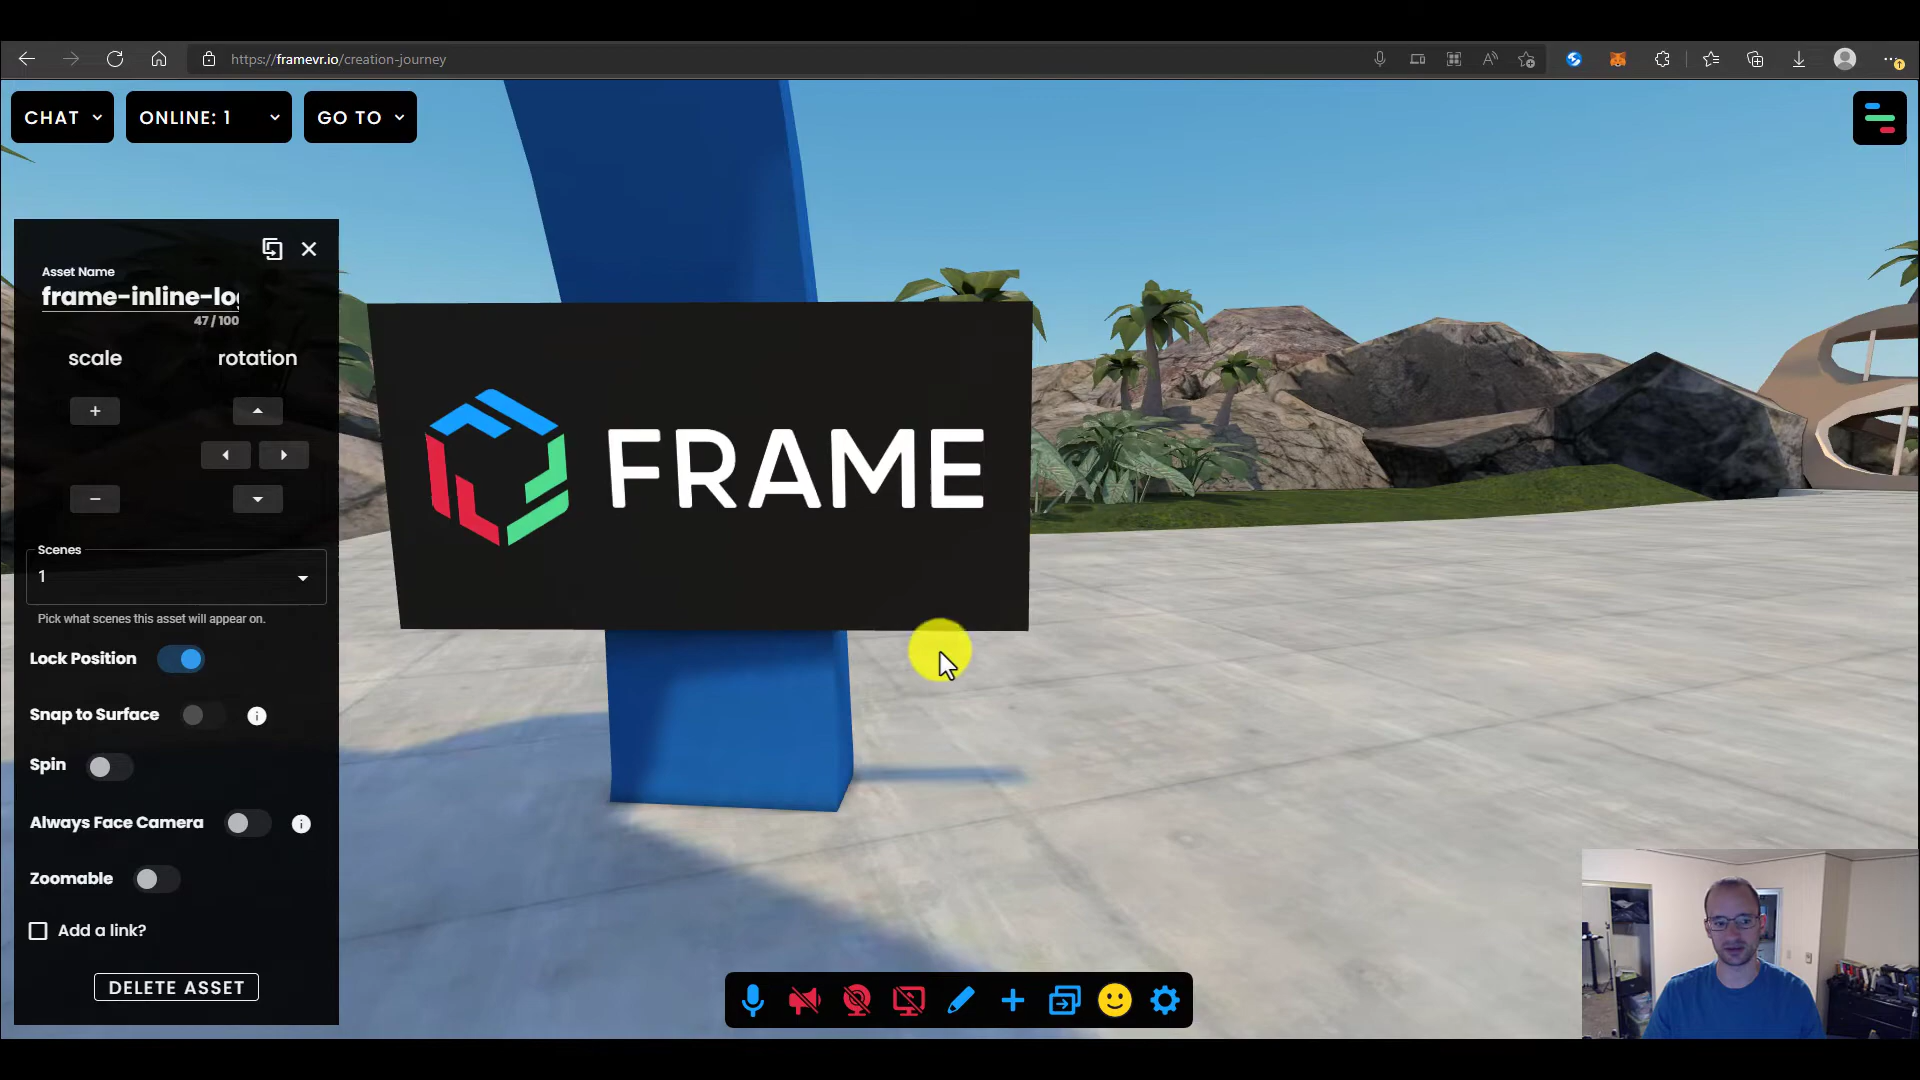 https://framevr.io/creation-journey
CHAT
ONLINE: 1
GO TO
Asset Name
frame-inline-log
47 / 100
scale
rotation
Scenes
1
Pick what scenes this asset will appear on.
Lock Position
Snap to Surface
Spin
Always Face Camera
Zoomable
Add a link?
DELETE ASSET
FRAME